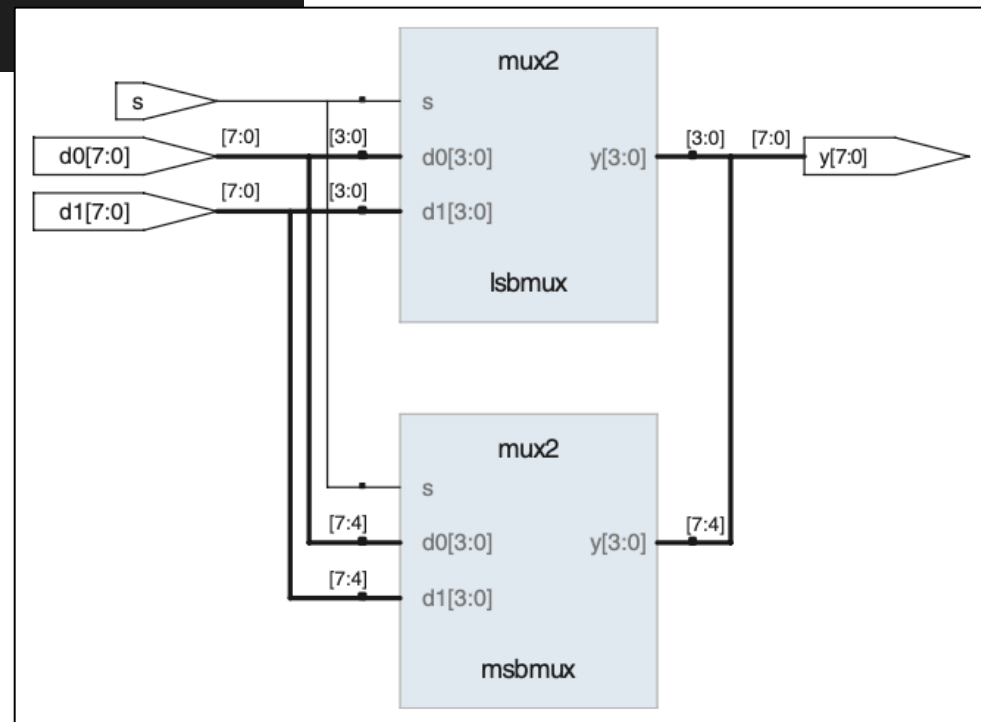 mux2
s
s
[7:0]
[3:0]
[3:0]
[7:0]
d0[7:0]
d0[3:0]
y[3:0]
y[7:0]
[7:0]
[3:0]
d1[7:0]
d1[3:0]
lsbmux
mux2
s
[7:4]
[7:4]
d0[3:0]
y[3:0]
[7:4]
d1[3:0]
msbmux